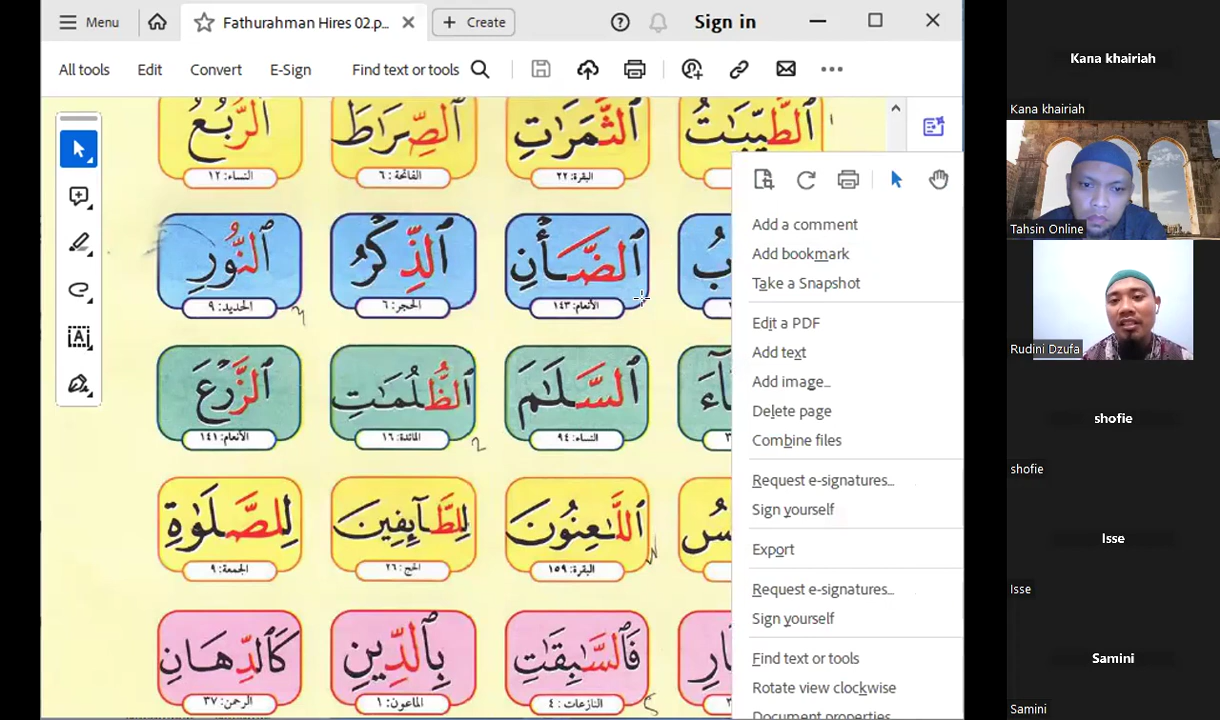 Menu
Fathurahman Hires 02.p...
Create
Sign in
All tools
Edit
Convert
E-Sign
Find text or tools
ٱلطَّيِّبَٰتُ
ٱلثَّمَرَٰتِ
ٱلصِّرَاطَ
ٱلرُّبُعُ
البقرة: ٢٢
الفاتحة: ٦
النساء: ١٢
ٱلضَّأْنِ
ٱلذِّكْرُ
ٱلنُّورِ
الأنعام: ١٤٣
الحجر: ٦
الحديد: ٩
ٱلسَّلَٰمَ
ٱلظُّلُمَٰتِ
ٱلزَّرْعَ
النساء: ٩٤
المائدة: ١٦
الأنعام: ١٤١
ٱللَّٰعِنُونَ
لِلطَّآئِفِينَ
لِلصَّلَوٰةِ
البقرة: ١٥٩
الحج: ٢٦
الجمعة: ٩
فَٱلسَّٰبِقَٰتِ
بِٱلدِّينِ
كَٱلدِّهَانِ
النازعات: ٤
الماعون: ١
الرحمن: ٣٧
Add a comment
Add bookmark
Take a Snapshot
Edit a PDF
Add text
Add image...
Delete page
Combine files
Request e-signatures...
Sign yourself
Export
Request e-signatures...
Sign yourself
Find text or tools
Rotate view clockwise
Document properties
Kana khairiah
Kana khairiah
Tahsin Online
Rudini Dzufa
shofie
shofie
Isse
Isse
Samini
Samini